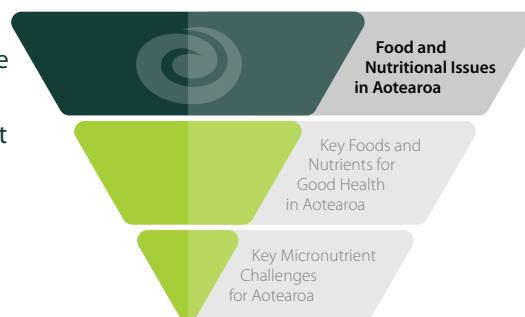 Food and
Nutritional Issues
in Aotearoa
Key Foods and
Nutrients for
Good Health
in Aotearoa
Key Micronutrient
Challenges
for Aotearoa